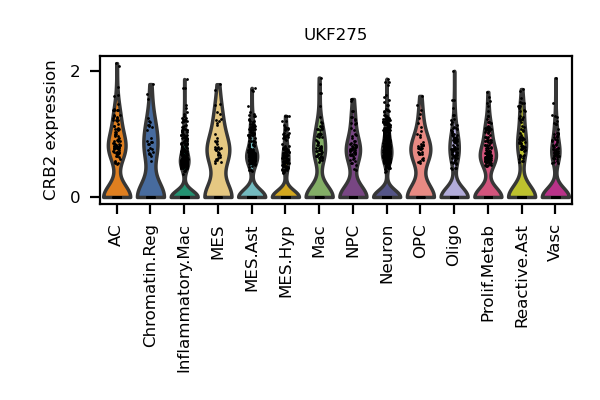 UKF275
CRB2 expression
2
0
AC
Chromatin.Reg
Inflammatory.Mac
MES
MES.Ast
MES.Hyp
Mac
NPC
Neuron
OPC
Oligo
Prolif.Metab
Reactive.Ast
Vasc